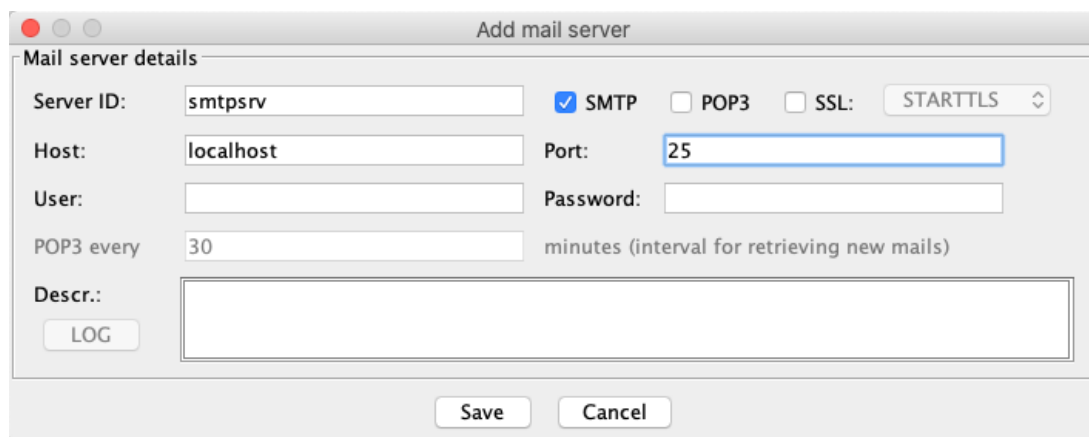 Add mail server
Mail server details
Server ID: smtpsrv SMTP POP3 SSL: STARTTLS
Host: localhost Port: 25
User: Password:
POP3 every 30 minutes (interval for retrieving new mails)
Descr.:
LOG
Save Cancel